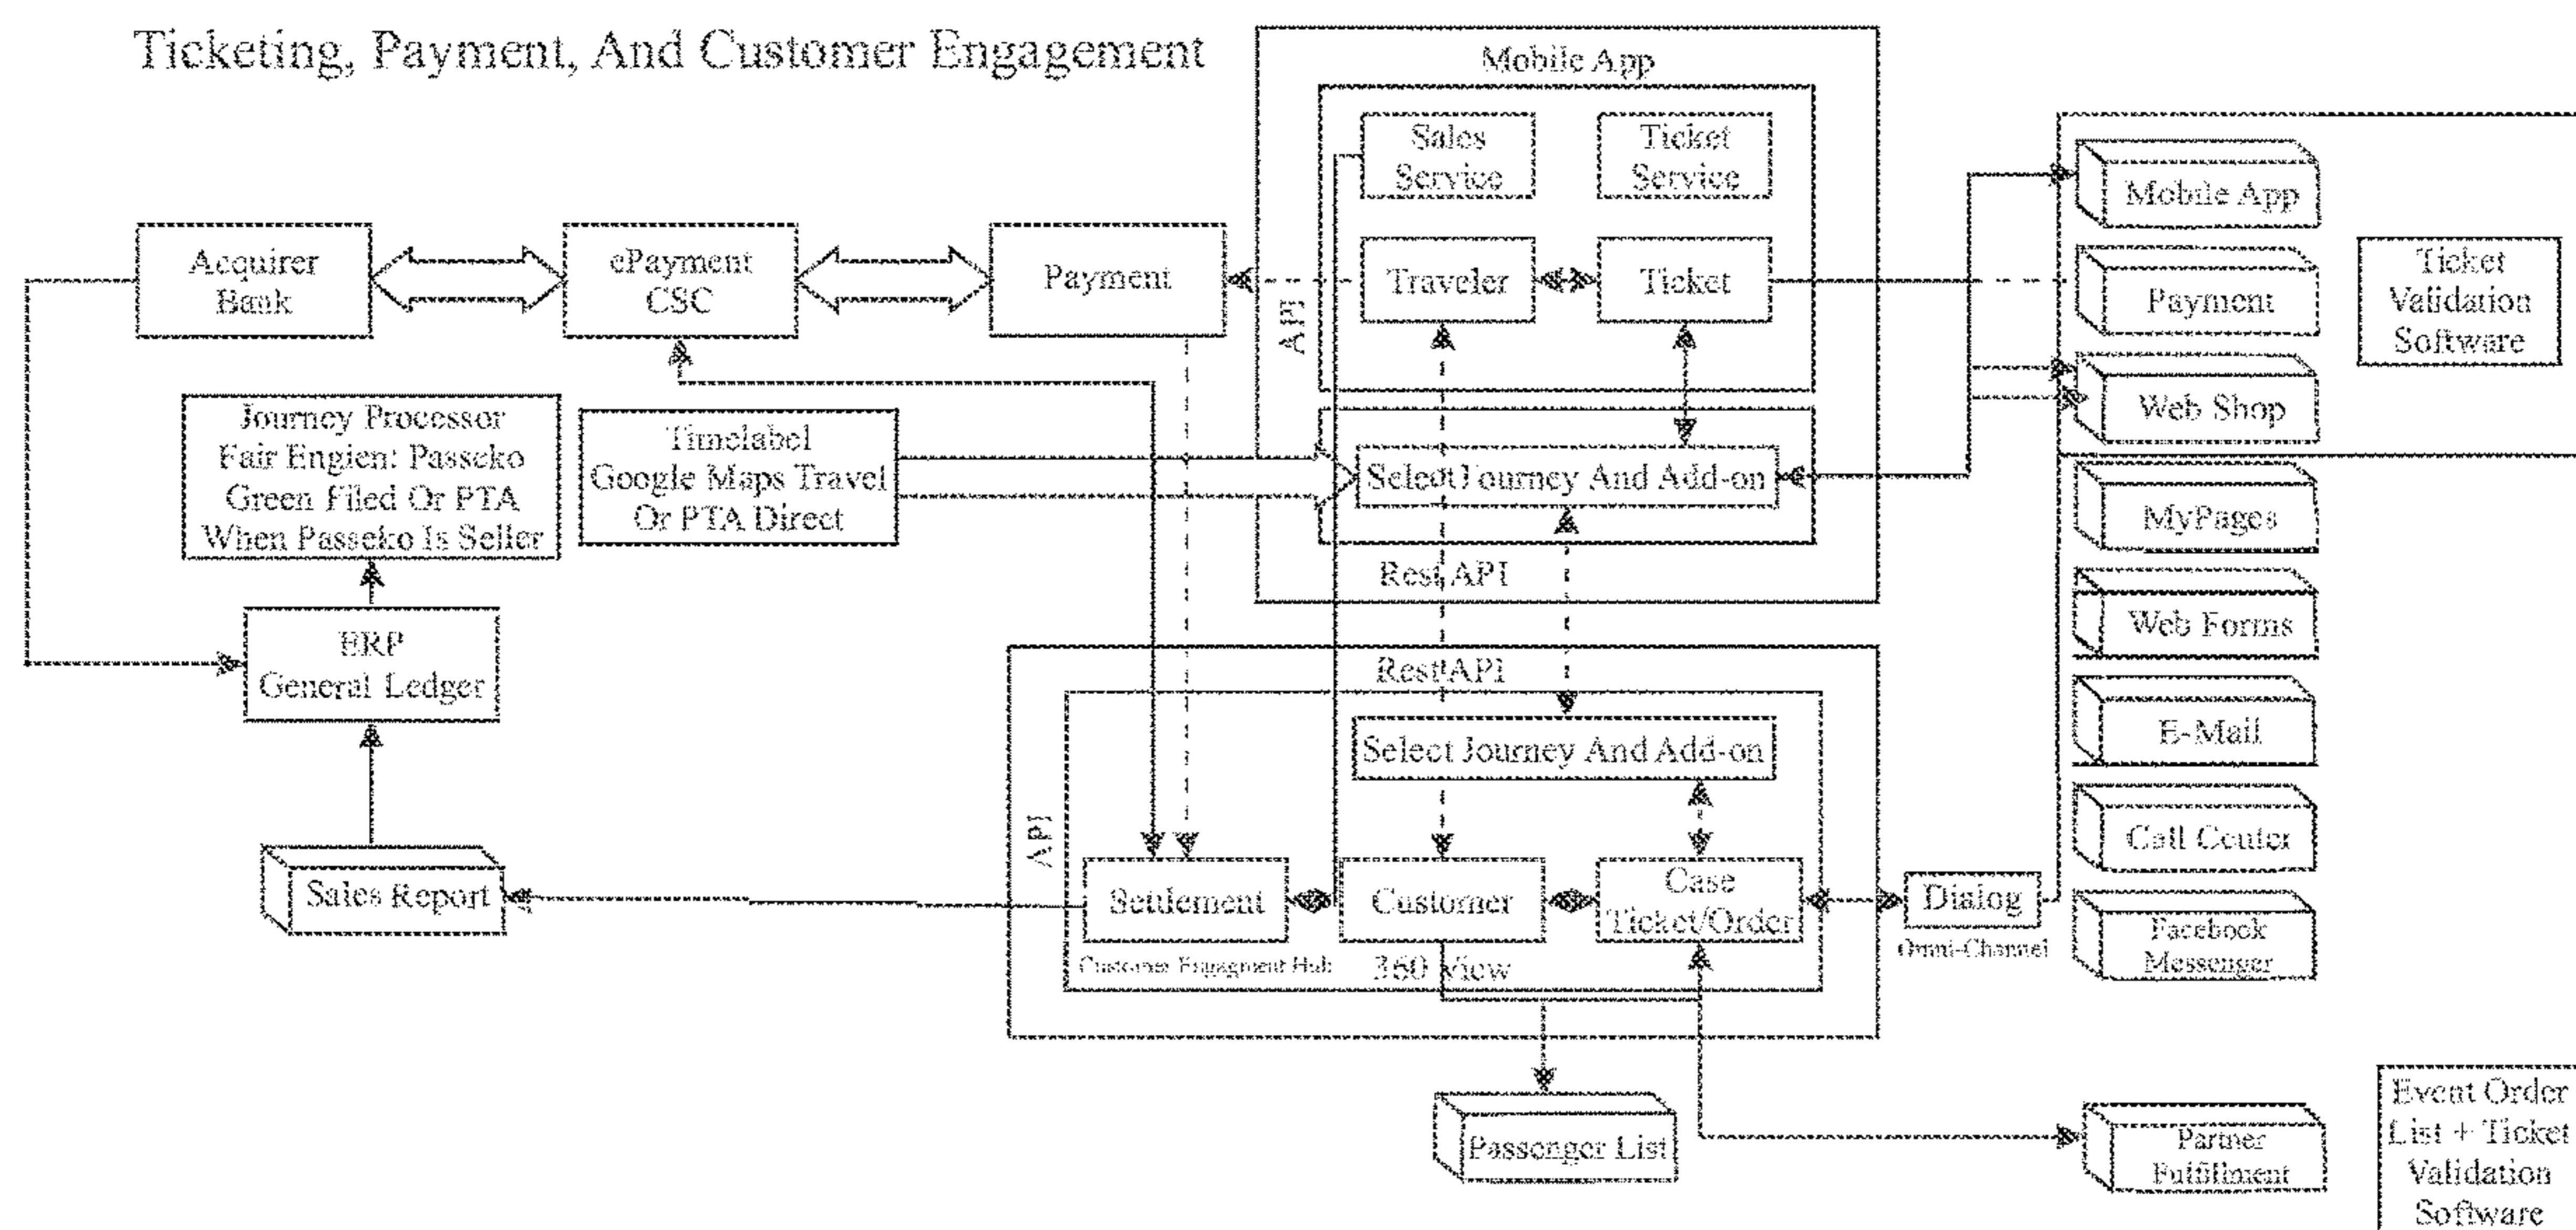 Ticketing, Payment, And Customer Engagement
Mobile App
Sales
Service
Ticket
Service
Traveler
Ticket
API
Select Journey And Add-on
Rest API
Acquirer
Bank
ePayment
CSC
Payment
Journey Processor
Fair Engien: Passeko
Green Filed Or PTA
When Passeko Is Seller
Timelabel
Google Maps Travel
Or PTA Direct
ERP
General Ledger
Sales Report
Rest API
API
Select Journey And Add-on
Settlement
Customer
Case
Ticket/Order
Customer Engagment Hub
360 View
Dialog
Omni-Channel
Passenger List
Mobile App
Payment
Web Shop
MyPages
Web Forms
E-Mail
Call Center
Facebook
Messenger
Ticket
Validation
Software
Partner
Fulfillment
Event Order
List + Ticket
Validation
Software